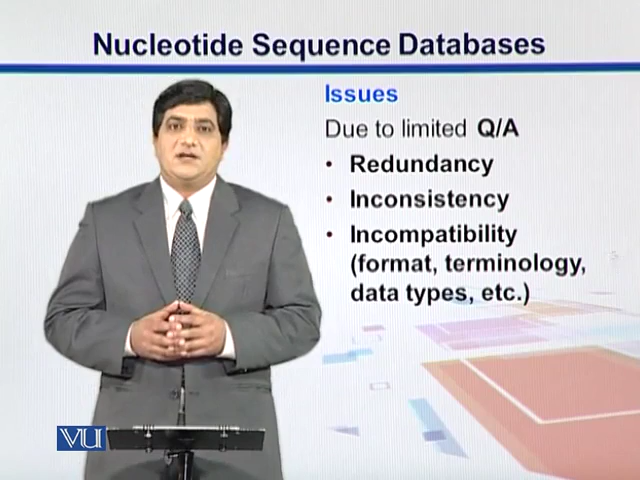 Nucleotide Sequence Databases
Issues
Due to limited Q/A
• Redundancy
• Inconsistency
• Incompatibility
(format, terminology,
data types, etc.)
VU